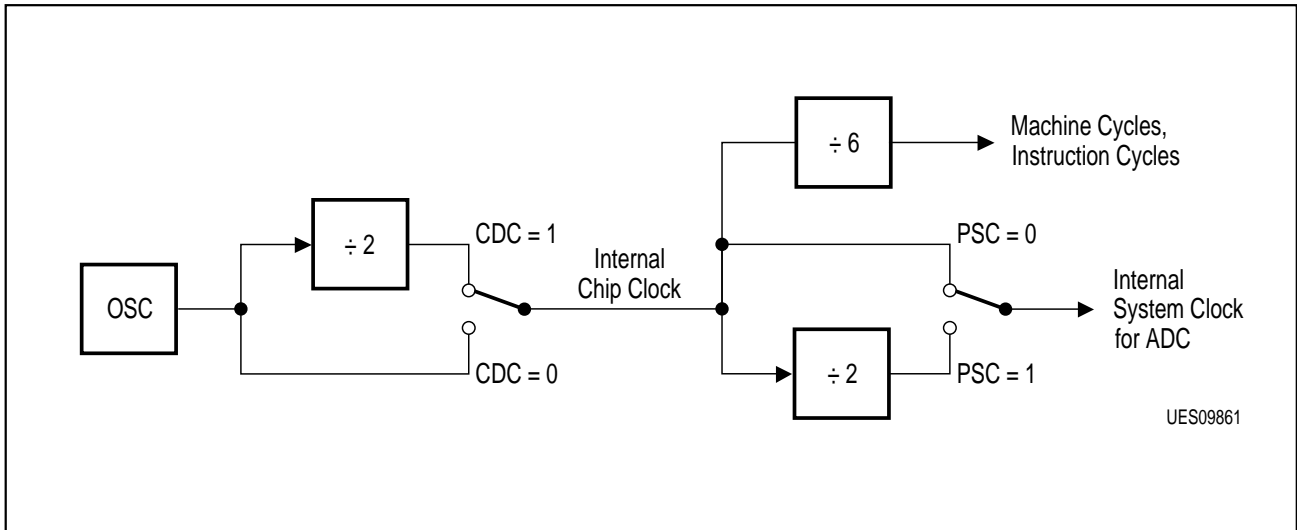 OSC
÷ 2
CDC = 1
CDC = 0
Internal
Chip Clock
÷ 6
Machine Cycles,
Instruction Cycles
PSC = 0
÷ 2
PSC = 1
Internal
System Clock
for ADC
UES09861